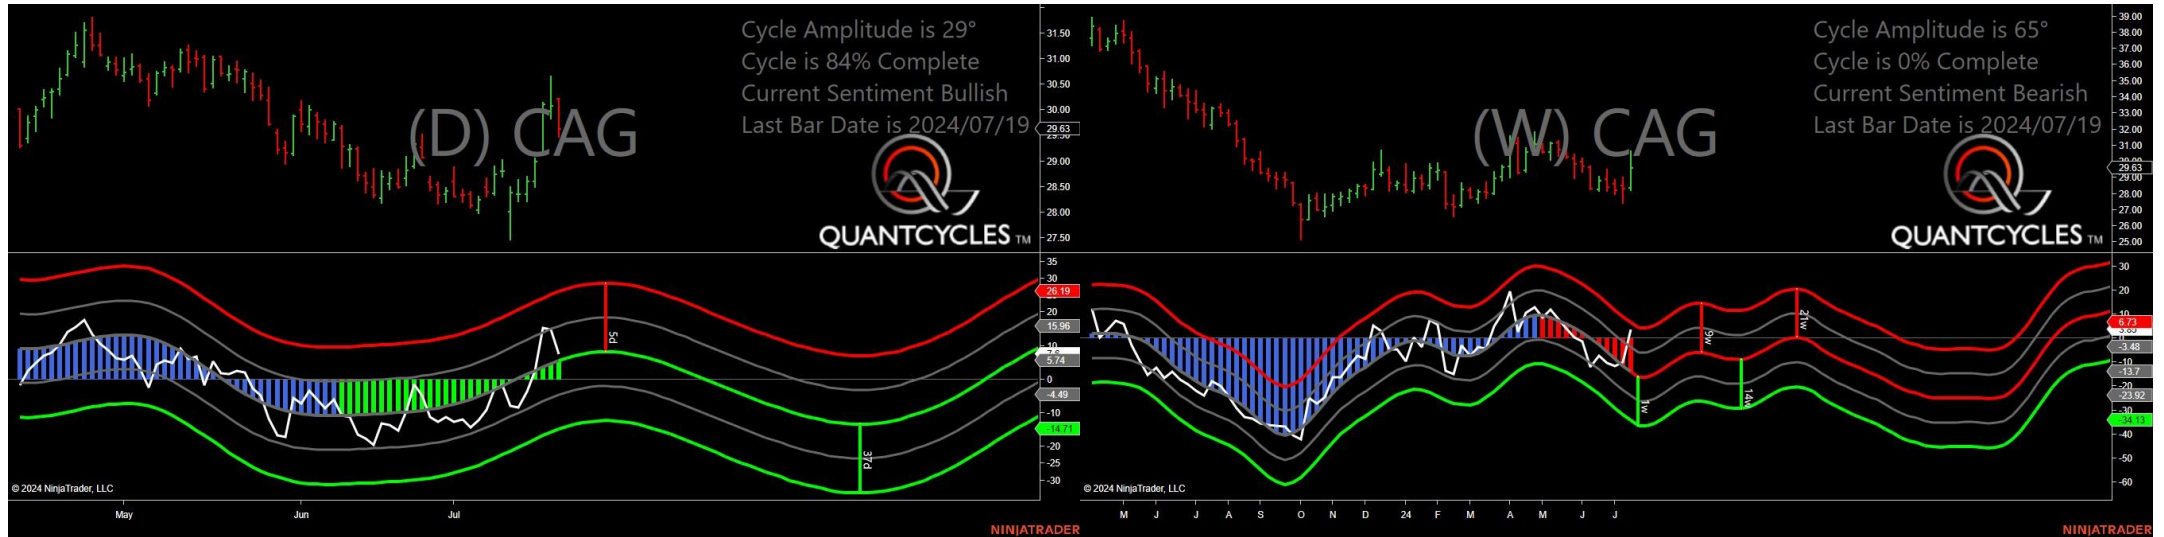 Cycle Amplitude is 29°
Cycle is 84% Complete
Current Sentiment Bullish
Last Bar Date is 2024/07/19
(D) CAG
QUANTCYCLES TM
31.50
31.00
30.50
30.00
29.63
29.00
28.50
28.00
27.50
35
30
26.19
20
15.96
10
5.74
0
-4.49
-10
-14.71
-20
-25
-30
5d
37d
© 2024 NinjaTrader, LLC
May Jun Jul
NINJATRADER
Cycle Amplitude is 65°
Cycle is 0% Complete
Current Sentiment Bearish
Last Bar Date is 2024/07/19
(W) CAG
QUANTCYCLES TM
39.00
38.00
37.00
36.00
35.00
34.00
33.00
32.00
31.00
29.63
29.00
28.00
27.00
26.00
25.00
30
20
10
6.73
-3.48
-10
-13.7
-20
-23.92
-30
-34.13
-40
-50
-60
1w
9w
14w
21w
© 2024 NinjaTrader, LLC
M J J A S O N D 24 F M A M J J
NINJATRADER